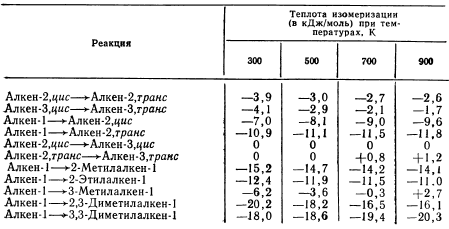 Реакция
Теплота изомеризации
(в кДж/моль) при тем-
пературах, К
300 500 700 900
Алкен-2,цис→Алкен-2,транс −3,9 −3,0 −2,7 −2,6
Алкен-3,цис→Алкен-3,транс −4,1 −2,9 −2,1 −1,7
Алкен-1→Алкен-2,цис −7,0 −8,1 −9,0 −9,6
Алкен-1→Алкен-2,транс −10,9 −11,1 −11,5 −11,8
Алкен-2,цис→Алкен-3,цис 0 0 0 0
Алкен-2,транс→Алкен-3,транс 0 0 +0,8 +1,2
Алкен-1→2-Метилалкен-1 −15,2 −14,7 −14,2 −14,1
Алкен-1→2-Этилалкен-1 −12,4 −11,9 −11,5 −11.0
Алкен-1→3-Метилалкен-1 −6,2 −3,6 −0,3 +2,7
Алкен-1→2,3-Диметилалкен-1 −20,2 −18,2 −16,5 −16,1
Алкен-1→3,3-Диметилалкен-1 −18,0 −18,6 −19,4 −20,3